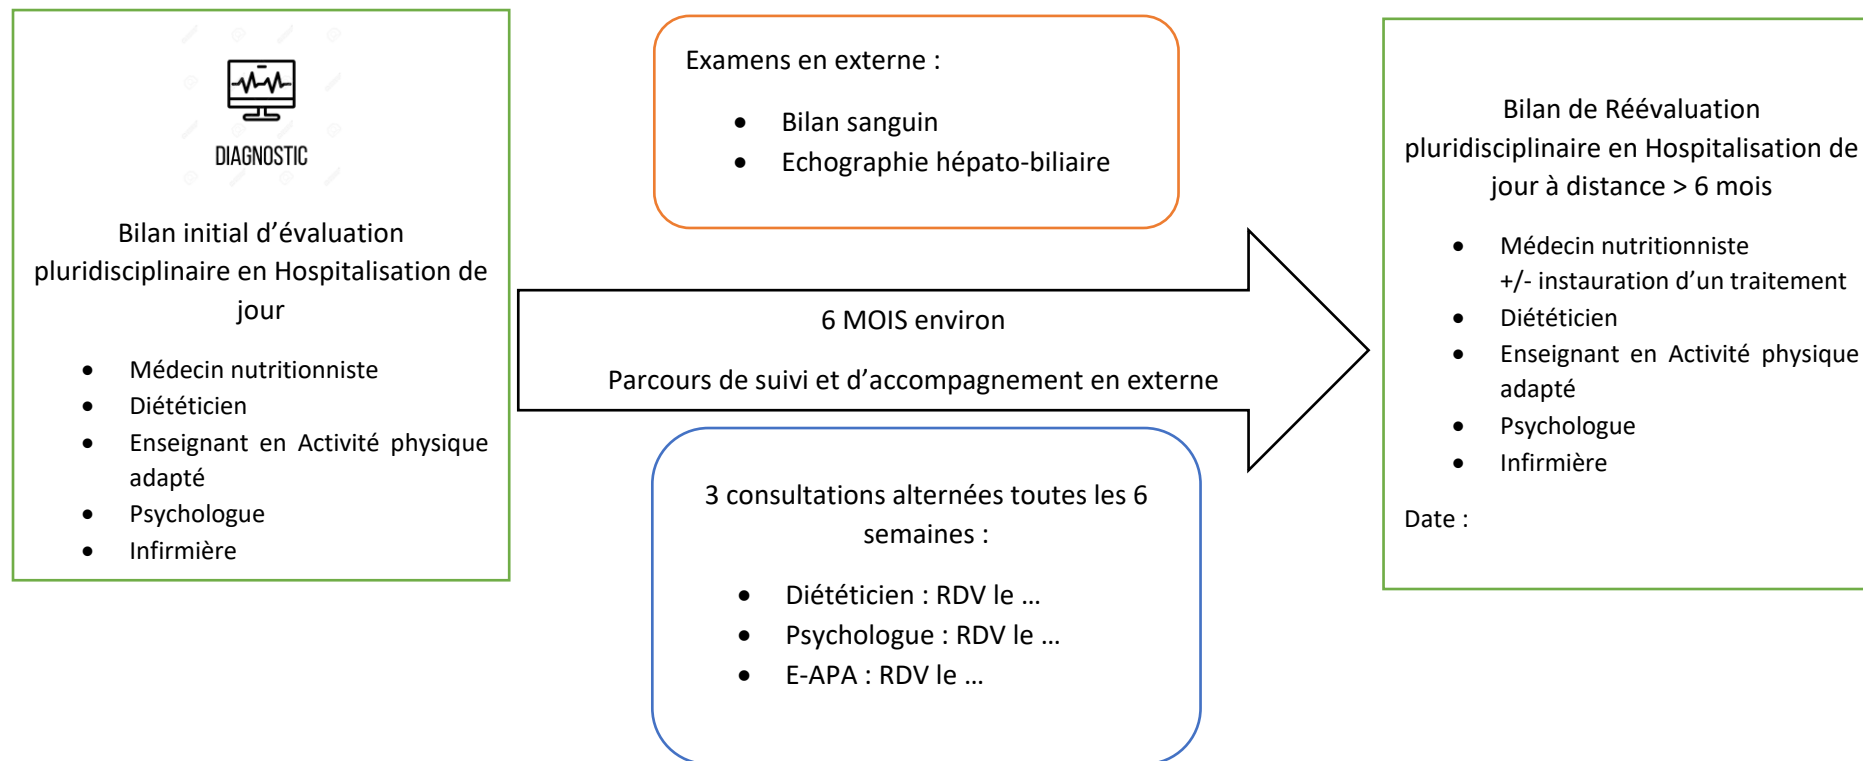 DIAGNOSTIC
Bilan initial d’évaluation
pluridisciplinaire en Hospitalisation de
jour
• Médecin nutritionniste
• Diététicien
• Enseignant en Activité physique
adapté
• Psychologue
• Infirmière
Examens en externe :
• Bilan sanguin
• Echographie hépato-biliaire
6 MOIS environ
Parcours de suivi et d’accompagnement en externe
3 consultations alternées toutes les 6
semaines :
• Diététicien : RDV le …
• Psychologue : RDV le …
• E-APA : RDV le …
Bilan de Réévaluation
pluridisciplinaire en Hospitalisation de
jour à distance > 6 mois
• Médecin nutritionniste
+/- instauration d’un traitement
• Diététicien
• Enseignant en Activité physique
adapté
• Psychologue
• Infirmière
Date :